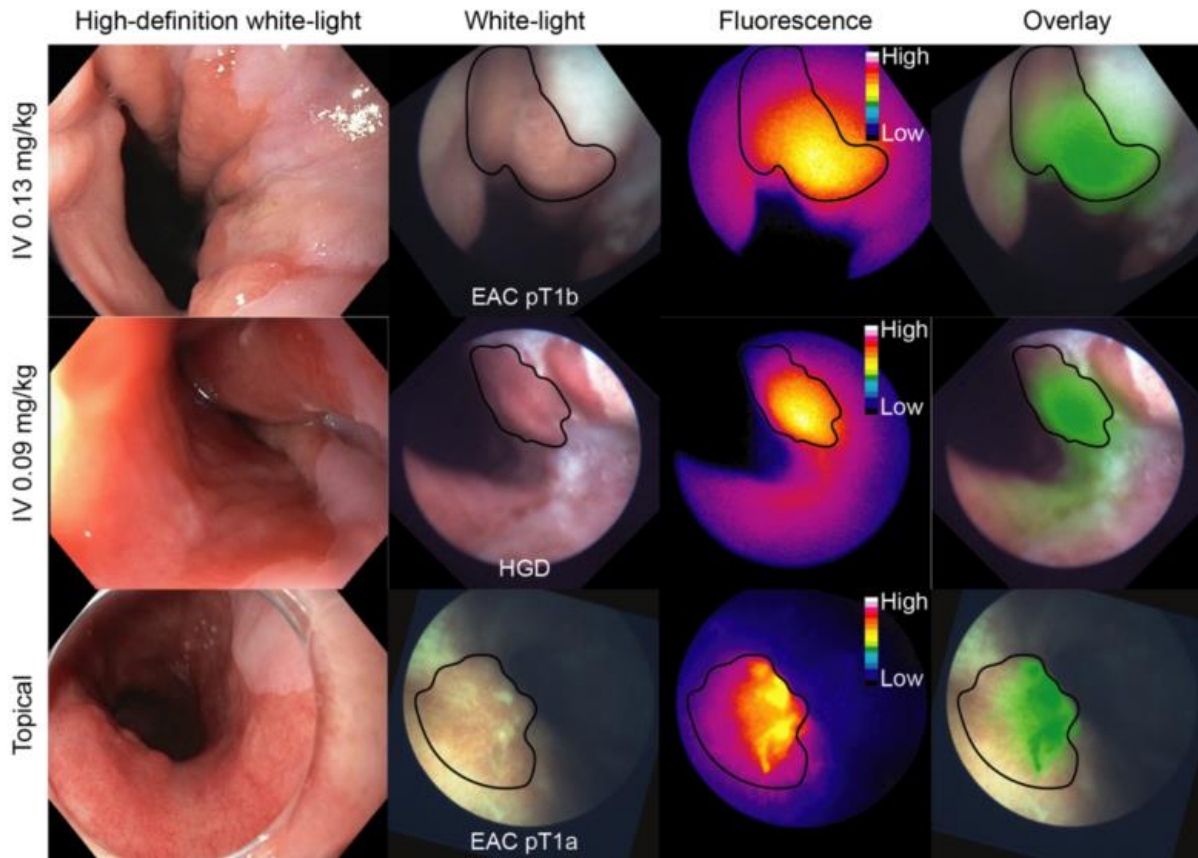 High-definition white-light
White-light
Fluorescence
Overlay
IV 0.13 mg/kg
EAC pT1b
High
Low
IV 0.09 mg/kg
HGD
High
Low
Topical
EAC pT1a
High
Low